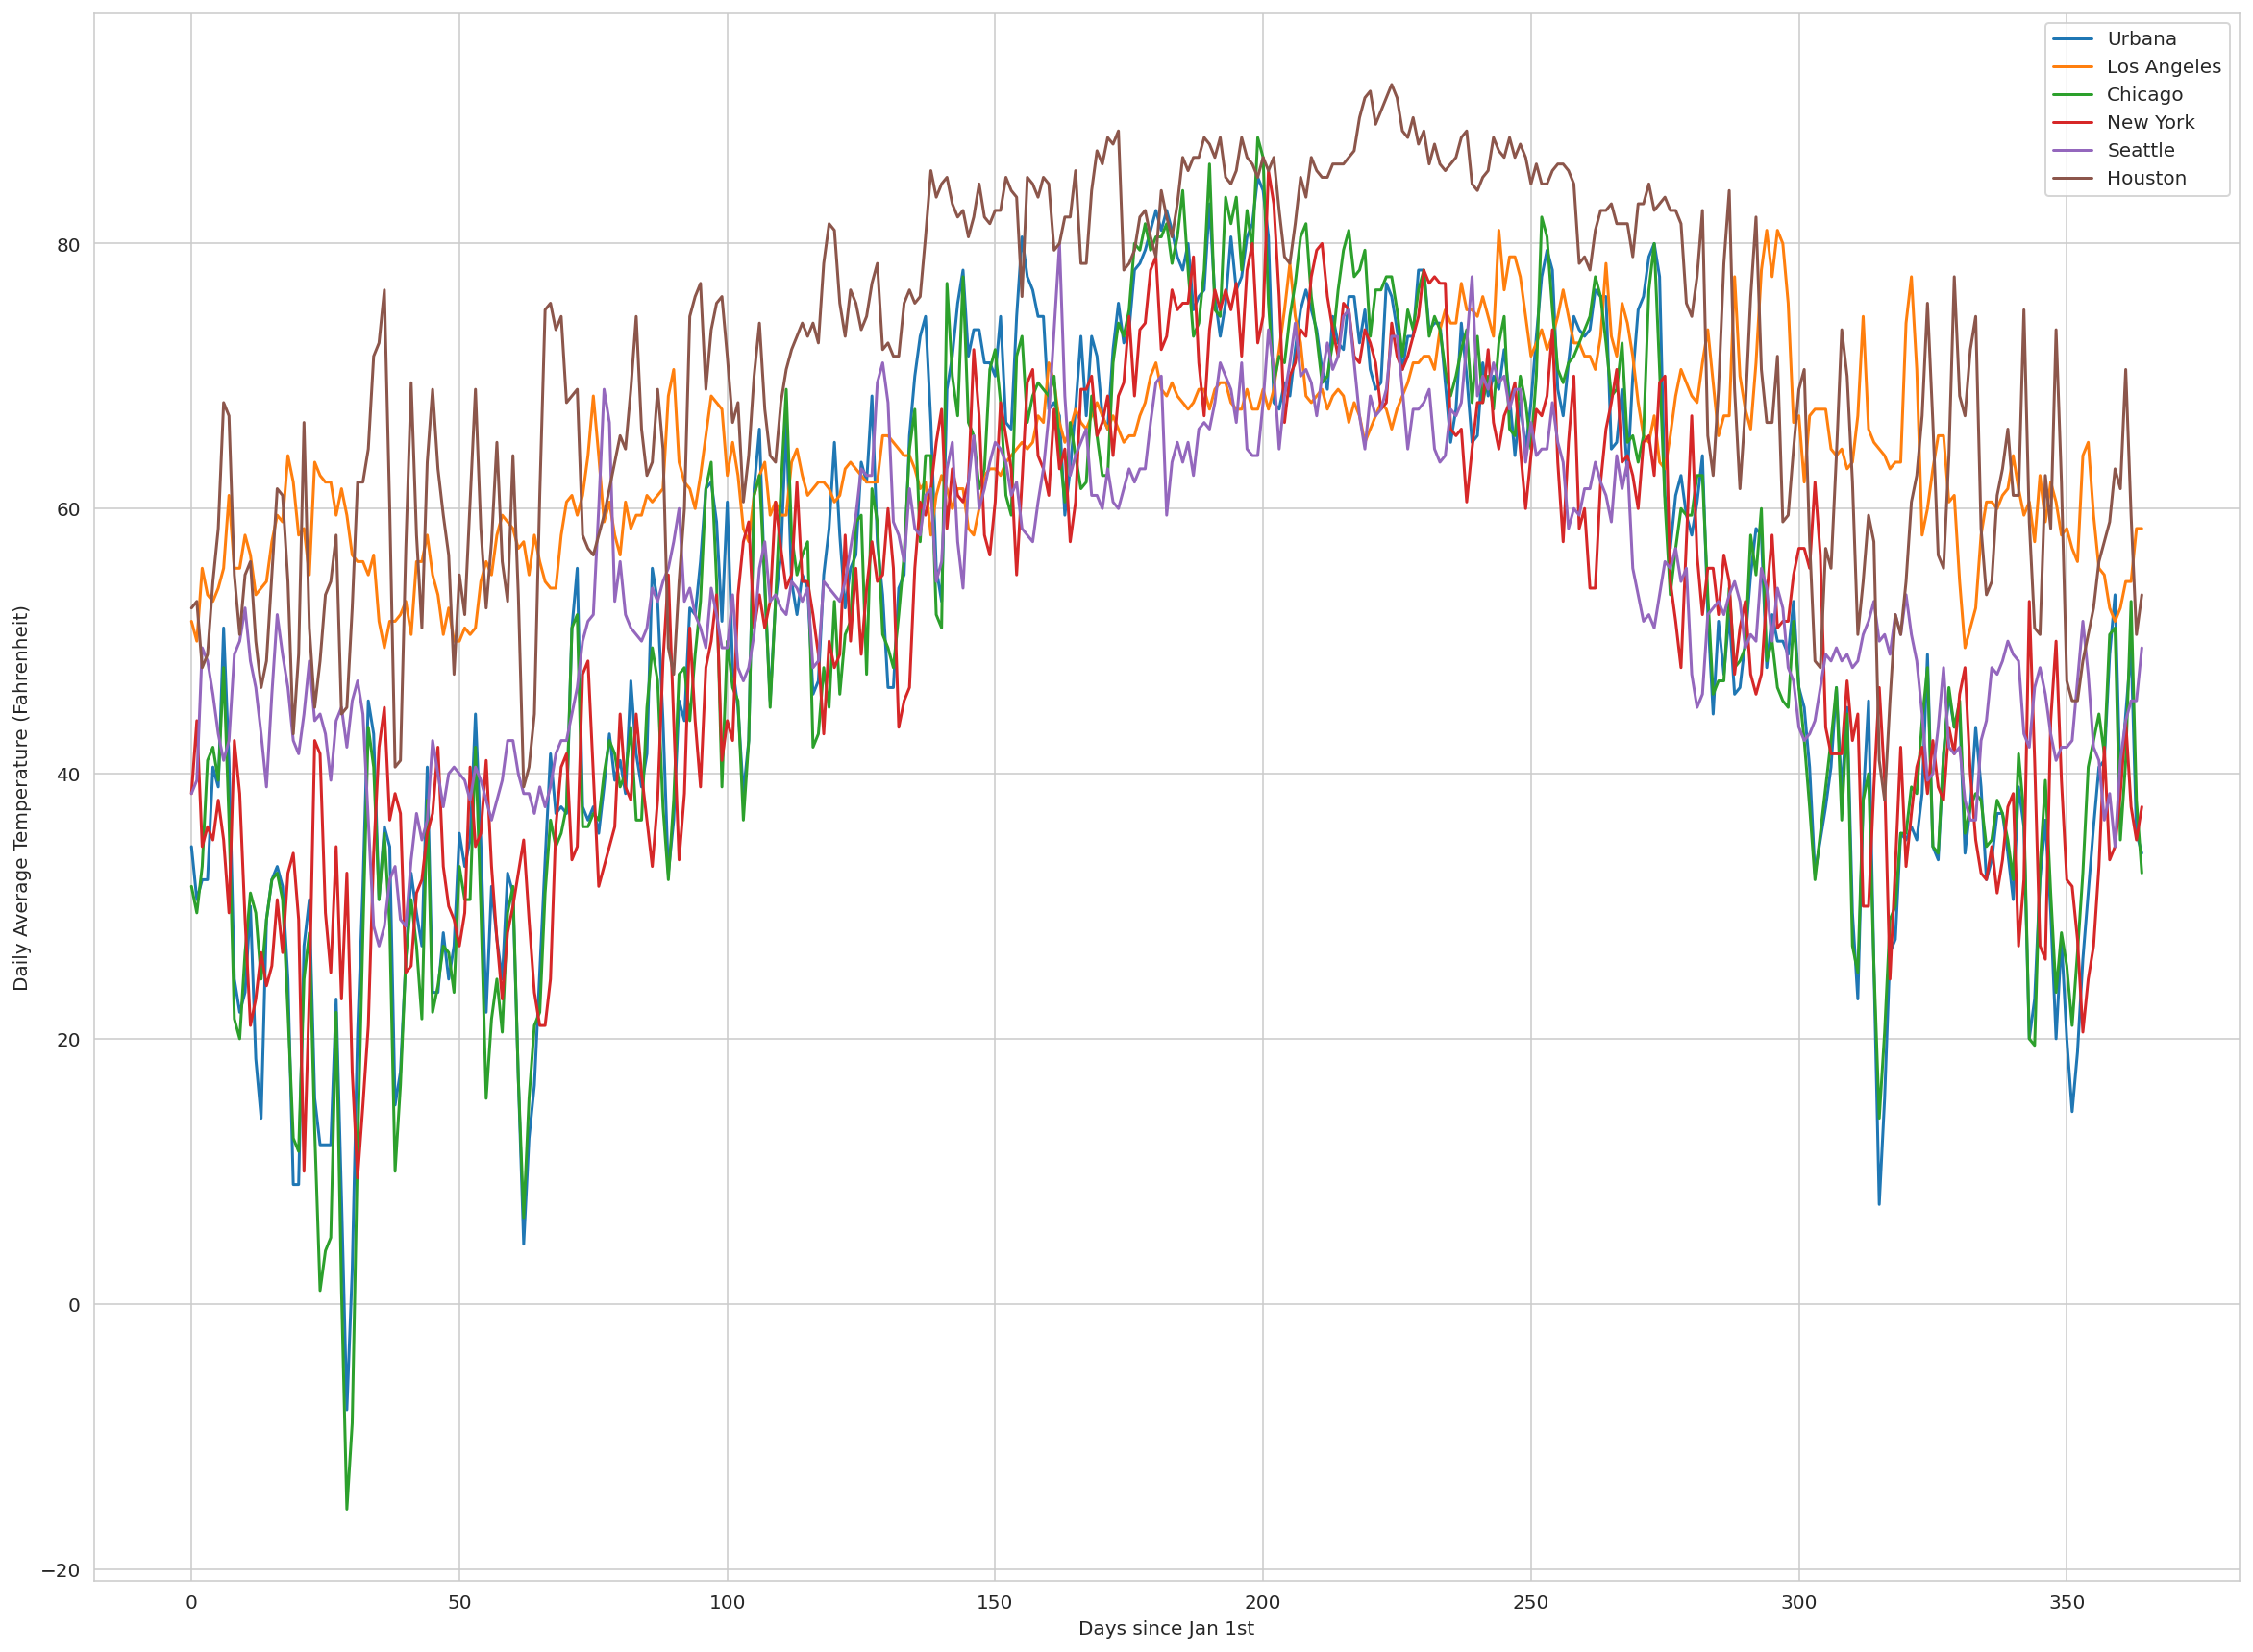 Urbana
Los Angeles
Chicago
New York
Seattle
Houston
Daily Average Temperature (Fahrenheit)
80
60
40
20
0
−20
0 50 100 150 200 250 300 350
Days since Jan 1st